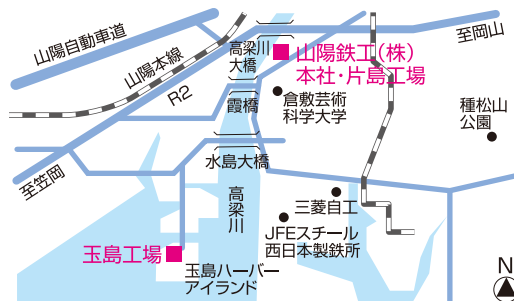 山陽自動車道
山陽本線
R2
高梁川
大橋
至岡山
山陽鉄工(株)
本社・片島工場
霞橋
倉敷芸術
科学大学
種松山
公園
水島大橋
至笠岡
高梁川
三菱自工
JFEスチール
西日本製鉄所
玉島工場
玉島ハーバー
アイランド
N